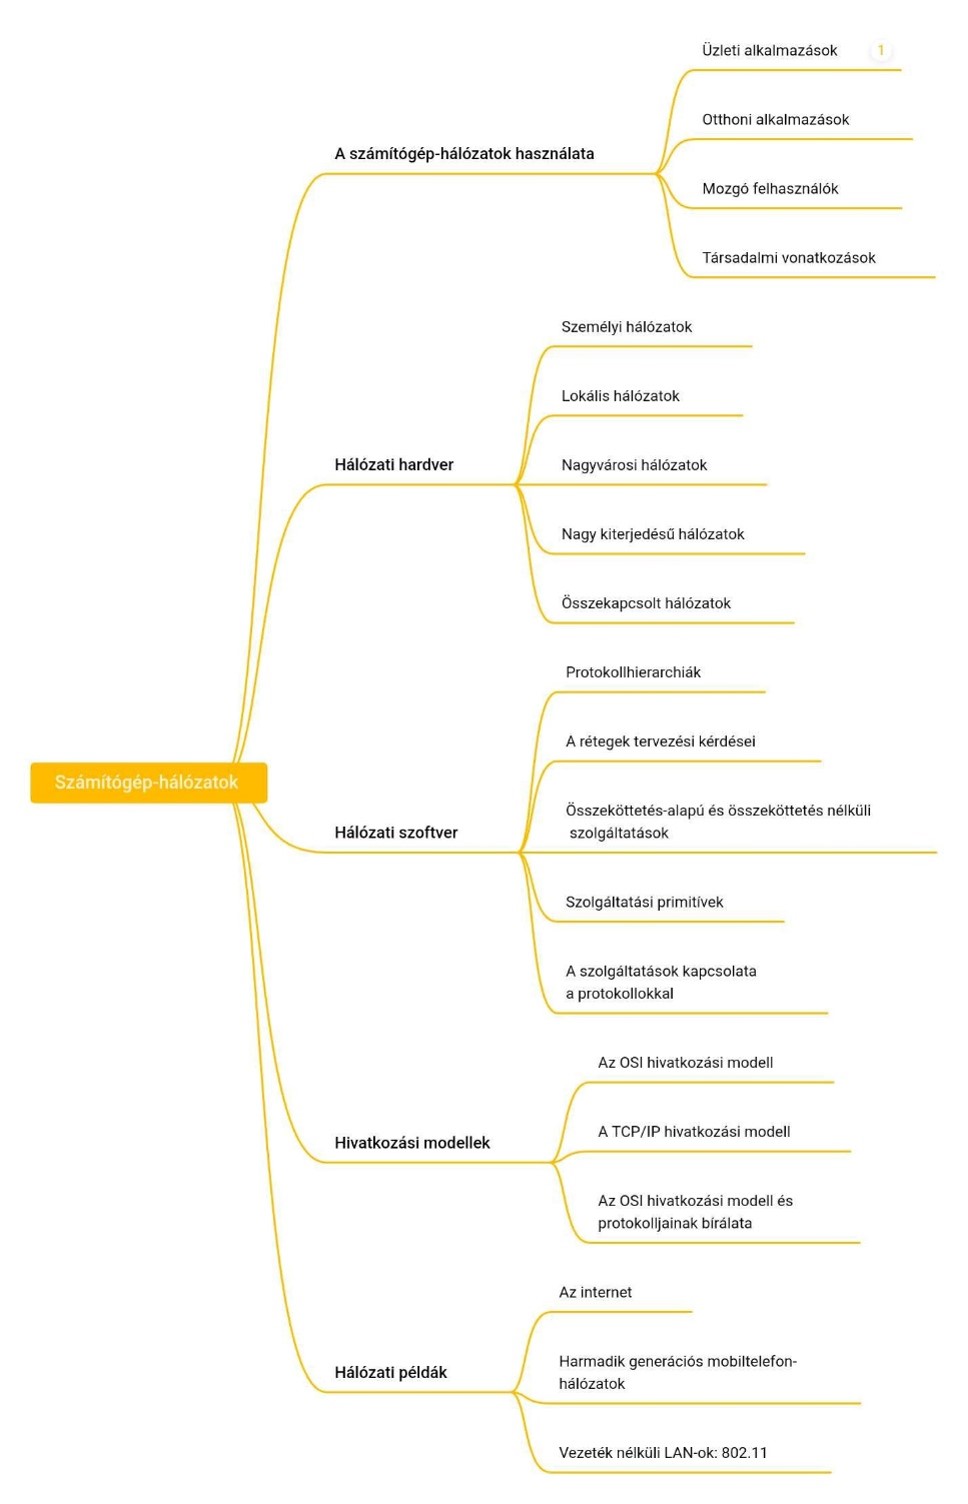 Számítógép-hálózatok
A számítógép-hálózatok használata
Üzleti alkalmazások 1
Otthoni alkalmazások
Mozgó felhasználók
Társadalmi vonatkozások
Hálózati hardver
Személyi hálózatok
Lokális hálózatok
Nagyvárosi hálózatok
Nagy kiterjedésű hálózatok
Összekapcsolt hálózatok
Hálózati szoftver
Protokollhierarchiák
A rétegek tervezési kérdései
Összeköttetés-alapú és összeköttetés nélküli
szolgáltatások
Szolgáltatási primitívek
A szolgáltatások kapcsolata
a protokollokkal
Hivatkozási modellek
Az OSI hivatkozási modell
A TCP/IP hivatkozási modell
Az OSI hivatkozási modell és
protokolljainak bírálata
Hálózati példák
Az internet
Harmadik generációs mobiltelefon-
hálózatok
Vezeték nélküli LAN-ok: 802.11